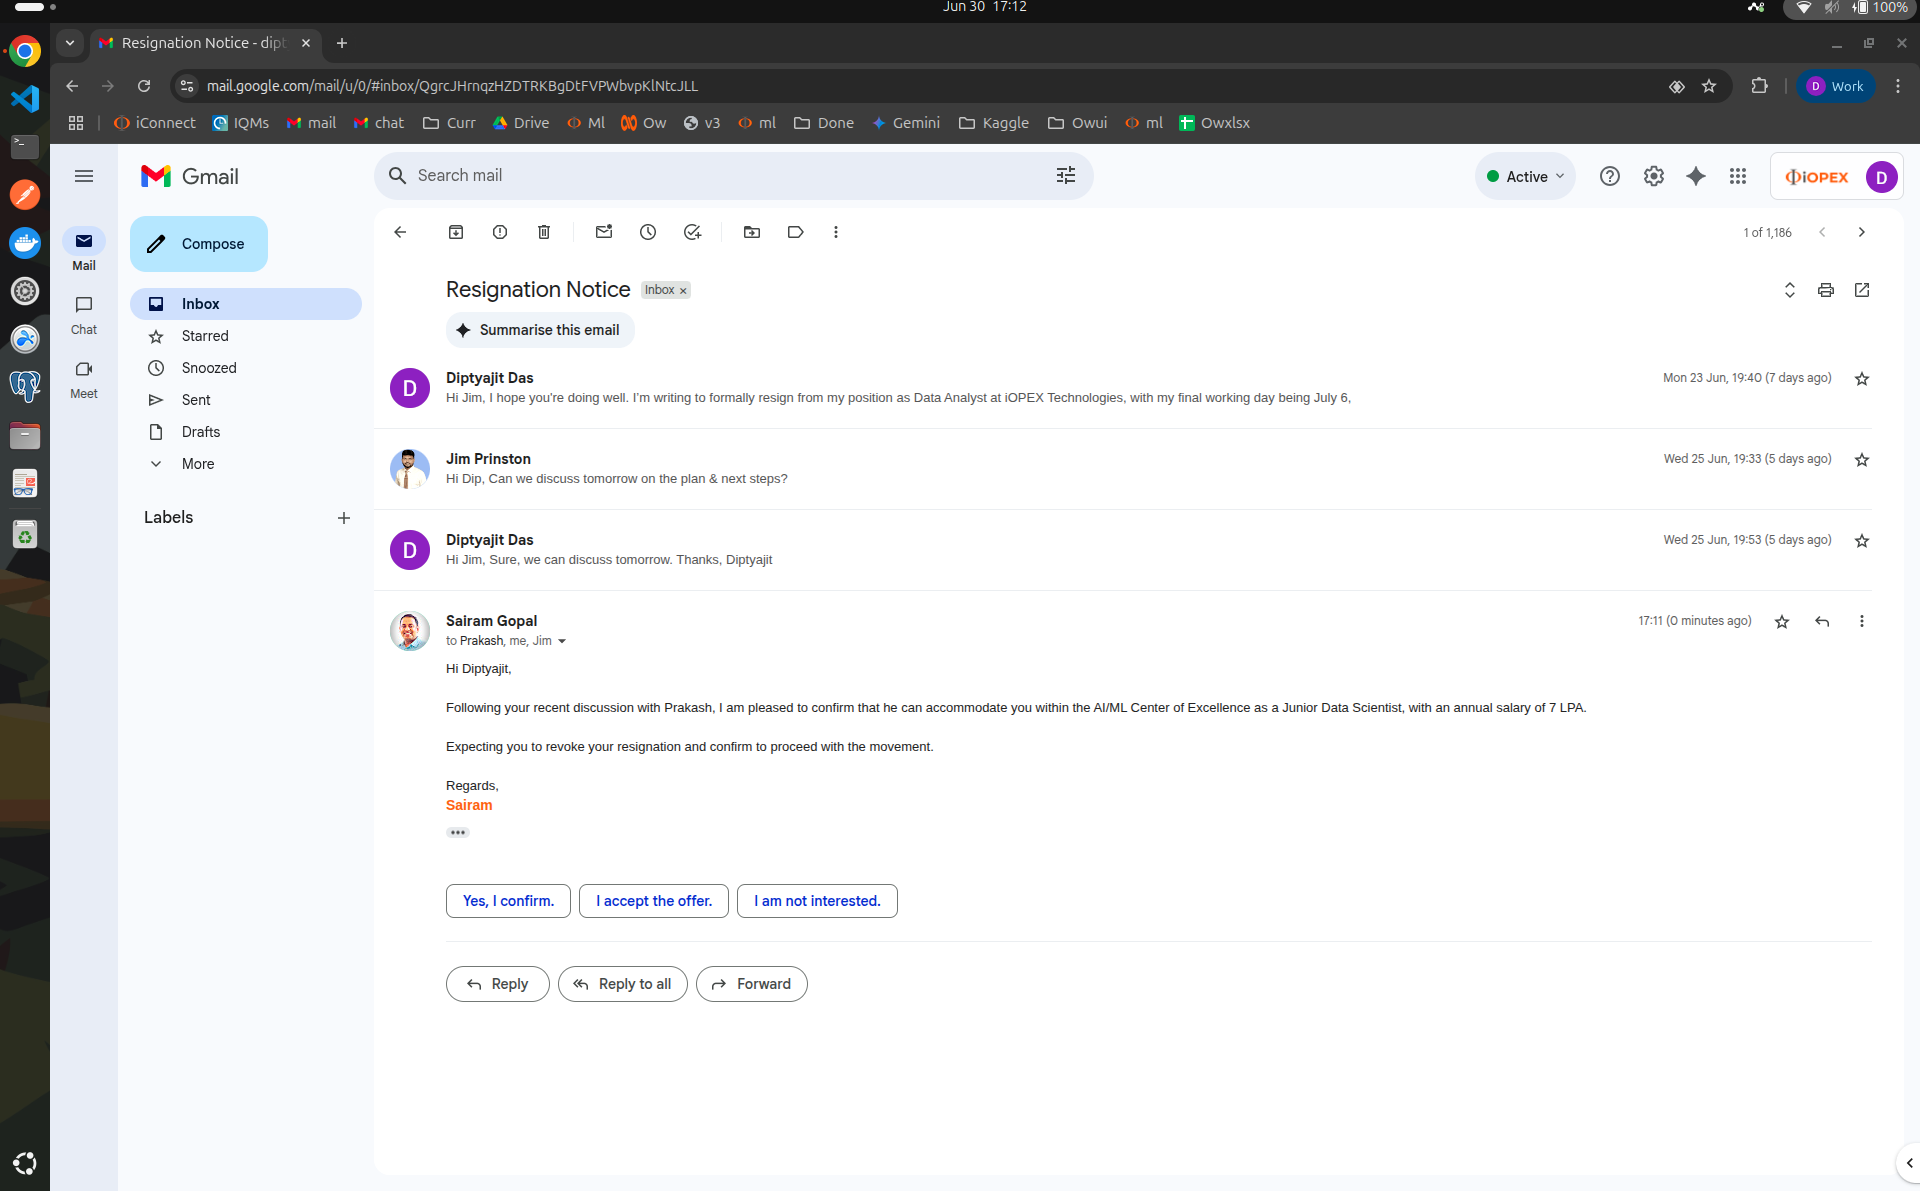 Jun 30 17:12
100%
Resignation Notice - dipt
mail.google.com/mail/u/0/#inbox/QgrcJHrnqzHZDTRKBgDtFVPWbvpKlNtcJLL
D Work
iConnect IQMs mail chat Curr Drive Ml Ow v3 ml Done Gemini Kaggle Owui ml Owxlsx
Gmail
Search mail
Active
iOPEX
D
Mail
Chat
Meet
Compose
Inbox
Starred
Snoozed
Sent
Drafts
More
Labels
1 of 1,186
Resignation Notice Inbox ×
Summarise this email
D
Diptyajit Das
Mon 23 Jun, 19:40 (7 days ago)
Hi Jim, I hope you're doing well. I'm writing to formally resign from my position as Data Analyst at iOPEX Technologies, with my final working day being July 6,
Jim Prinston
Wed 25 Jun, 19:33 (5 days ago)
Hi Dip, Can we discuss tomorrow on the plan & next steps?
D
Diptyajit Das
Wed 25 Jun, 19:53 (5 days ago)
Hi Jim, Sure, we can discuss tomorrow. Thanks, Diptyajit
Sairam Gopal
17:11 (0 minutes ago)
to Prakash, me, Jim
Hi Diptyajit,
Following your recent discussion with Prakash, I am pleased to confirm that he can accommodate you within the AI/ML Center of Excellence as a Junior Data Scientist, with an annual salary of 7 LPA.
Expecting you to revoke your resignation and confirm to proceed with the movement.
Regards,
Sairam
Yes, I confirm.
I accept the offer.
I am not interested.
Reply
Reply to all
Forward